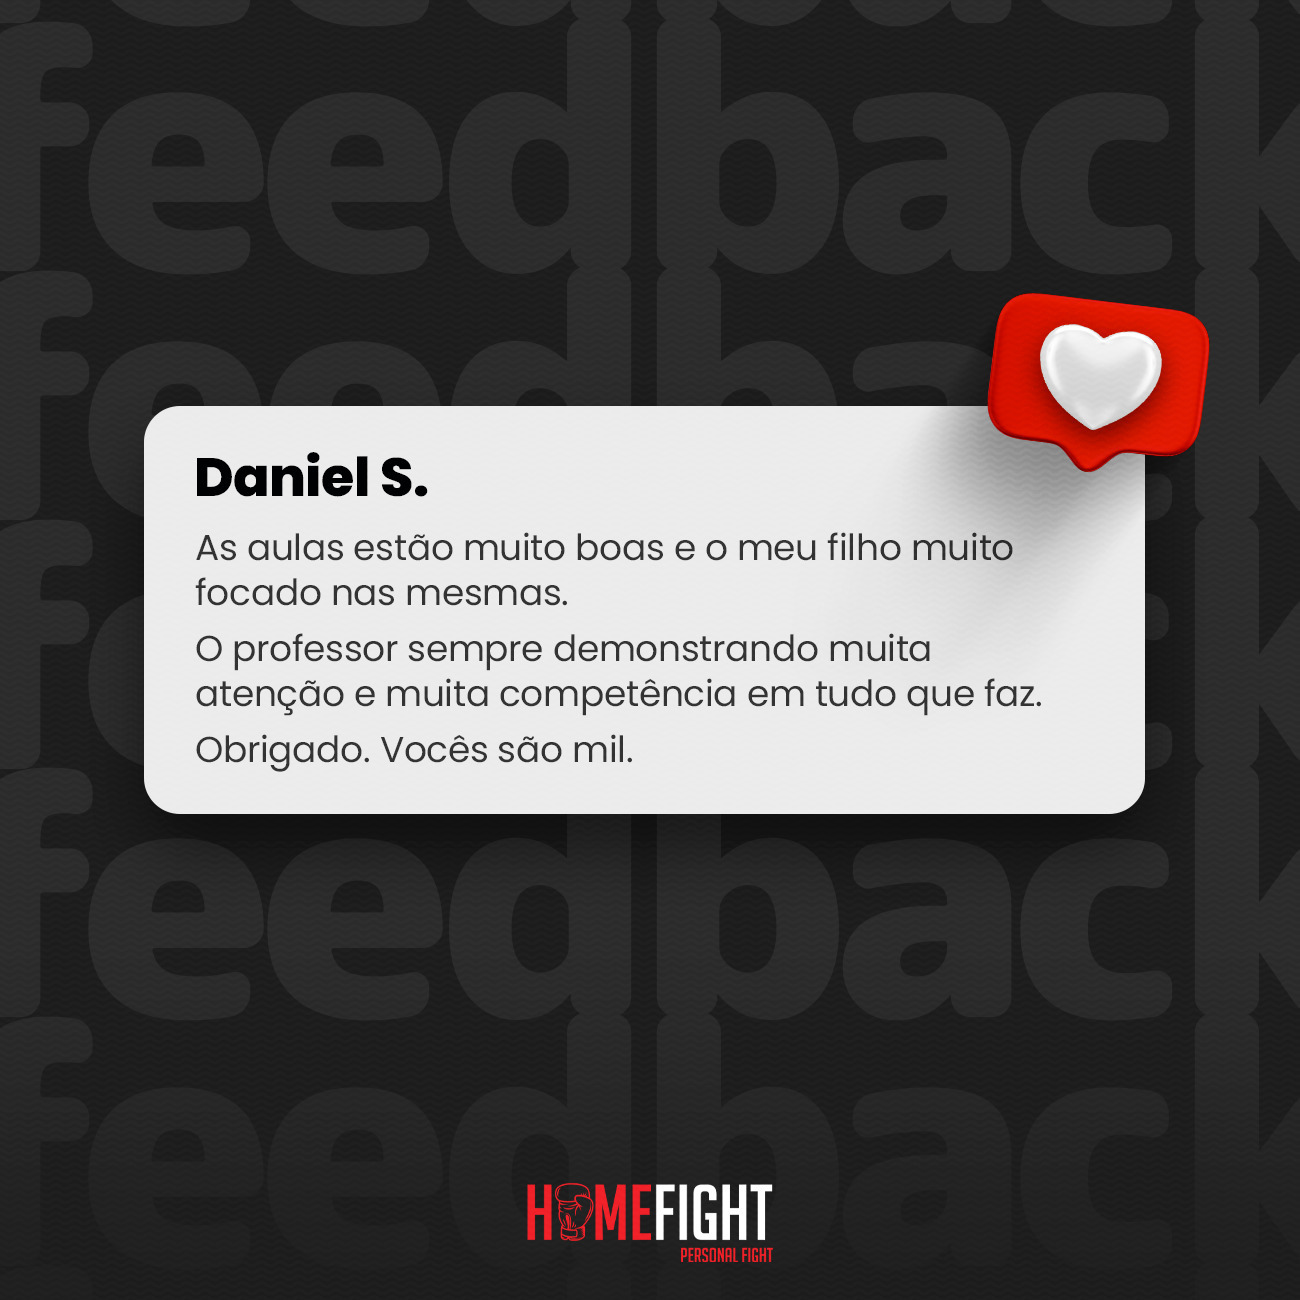 feedback
feedback
Daniel S.
As aulas estão muito boas e o meu filho muito
focado nas mesmas.
O professor sempre demonstrando muita
atenção e muita competência em tudo que faz.
Obrigado. Vocês são mil.
feedback
feedback
HOMEFIGHT
PERSONAL FIGHT